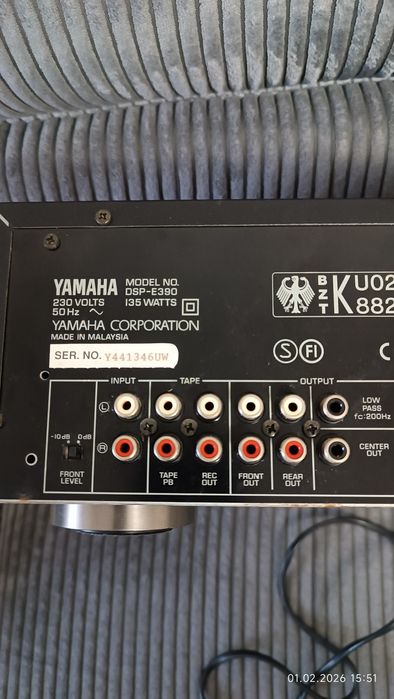 YAMAHA
MODEL NO.
DSP-E390
230 VOLTS 135 WATTS
50 Hz ~
YAMAHA CORPORATION
MADE IN MALAYSIA
SER. NO. Y441346UW
BZT
K
U02
882
S FI
INPUT TAPE OUTPUT
L
R
-10dB 0dB
FRONT
LEVEL
TAPE
PB
REC
OUT
FRONT
OUT
REAR
OUT
LOW
PASS
fc:200Hz
CENTER
OUT
01.02.2026 15:51